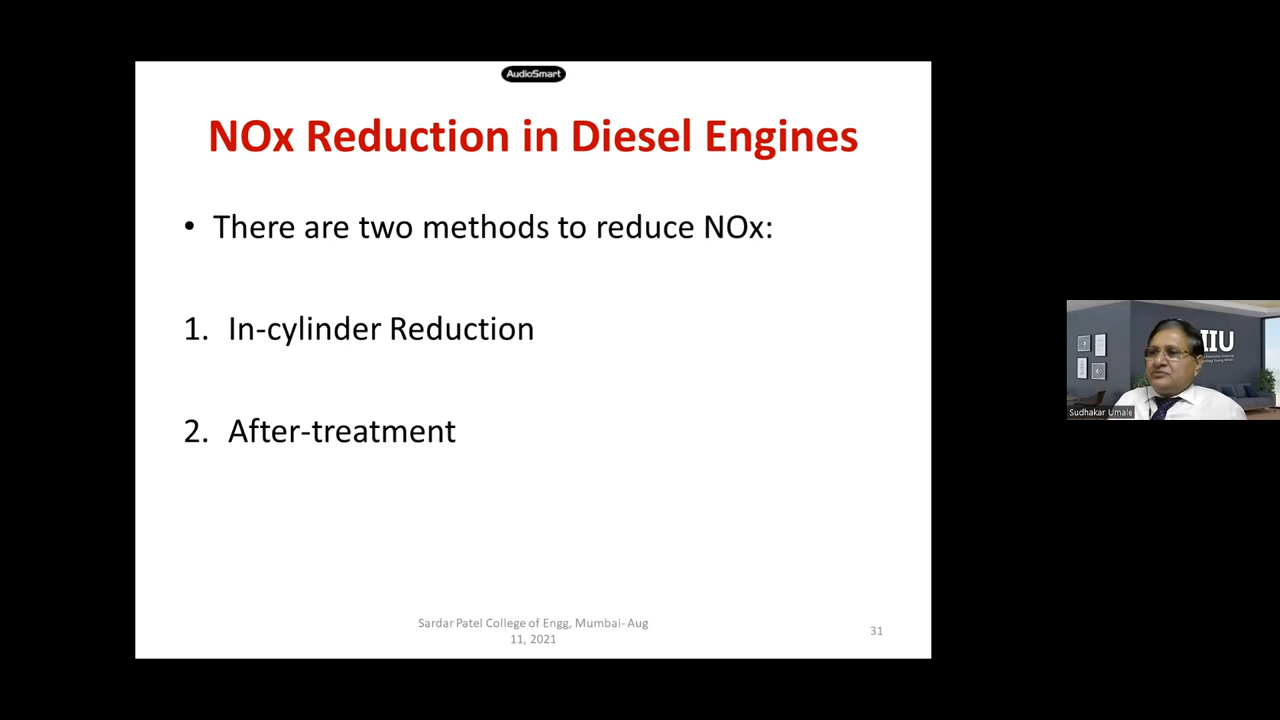 AudioSmart
NOx Reduction in Diesel Engines
• There are two methods to reduce NOx:
1. In-cylinder Reduction
2. After-treatment
IIU
Sudhakar Umale
Sardar Patel College of Engg, Mumbai- Aug
11, 2021
31